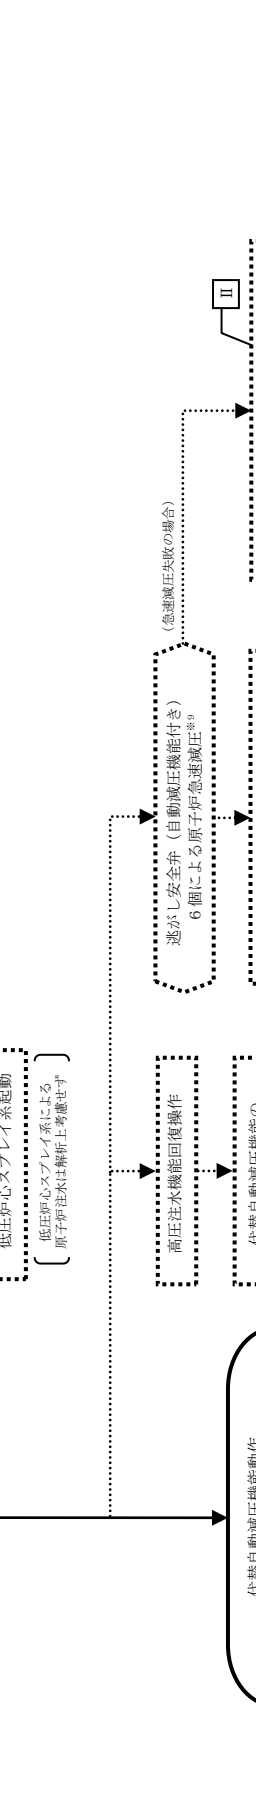 低圧炉心スプレイ系起動
低圧炉心スプレイ系による
原子炉注水は解析上考慮せず※8
Ⅱ
(急速減圧失敗の場合)
逃がし安全弁(自動減圧機能付き)
6個による原子炉急速減圧※9
高圧注水機能回復操作
代替自動減圧機能の
代替自動減圧機能動作